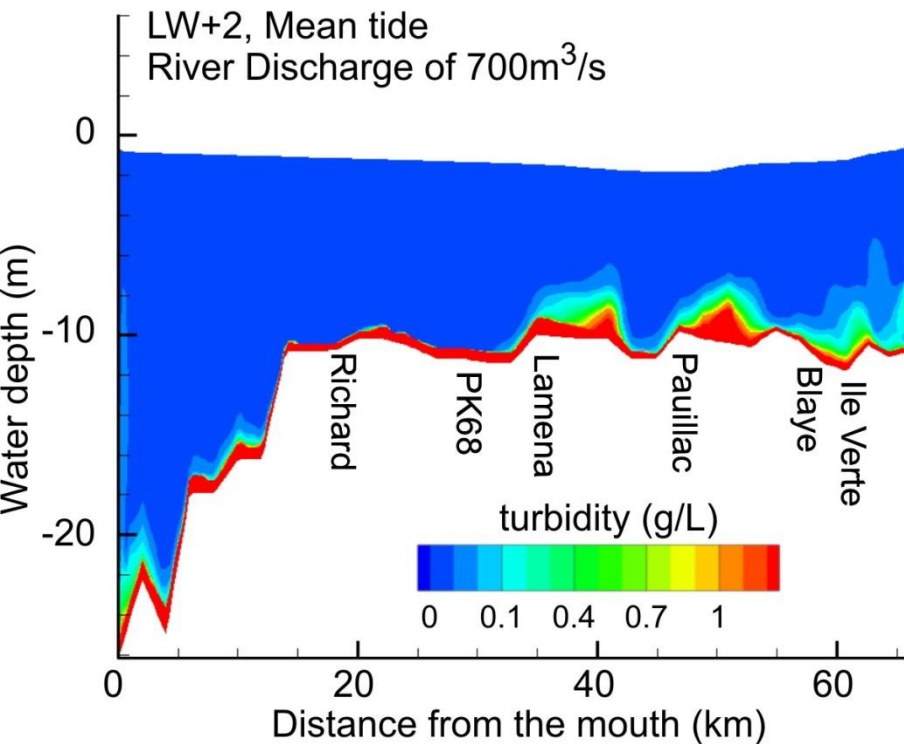 LW+2, Mean tide
River Discharge of 700m³/s
Water depth (m)
0
-10
-20
Richard
PK68
Lamena
Pauillac
Blaye
Ile Verte
turbidity (g/L)
0 0.1 0.4 0.7 1
0 20 40 60
Distance from the mouth (km)